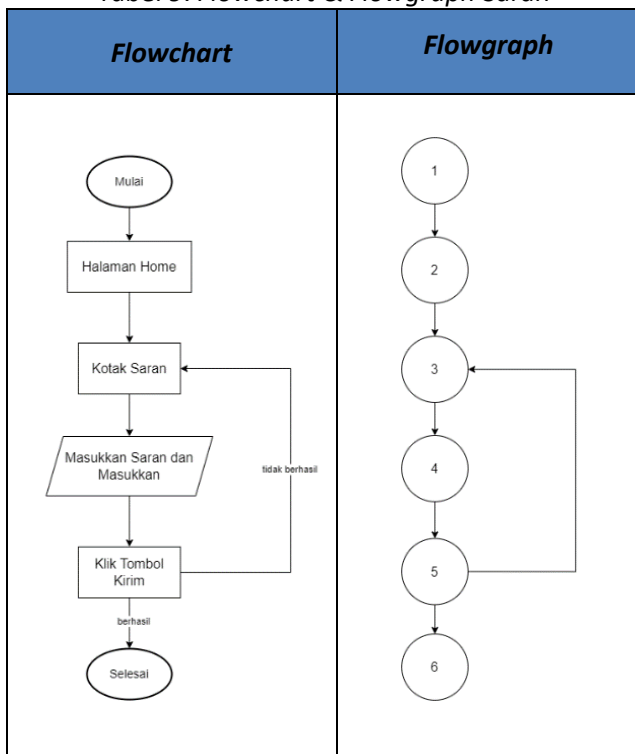 Flowchart
Flowgraph
Mulai
Halaman Home
Kotak Saran
Masukkan Saran dan
Masukkan
tidak berhasil
Klik Tombol
Kirim
berhasil
Selesai
1
2
3
4
5
6